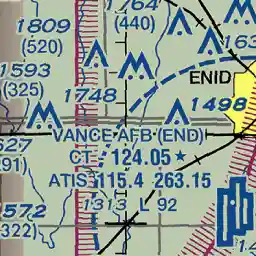 1809
(520)
1764
(440)
163
1593
(325)
ENID
1748
1498
VANCE AFB (END)
CT - 124.05 ★
ATIS 115.4 263.15
1313 L 92
1572
(322)